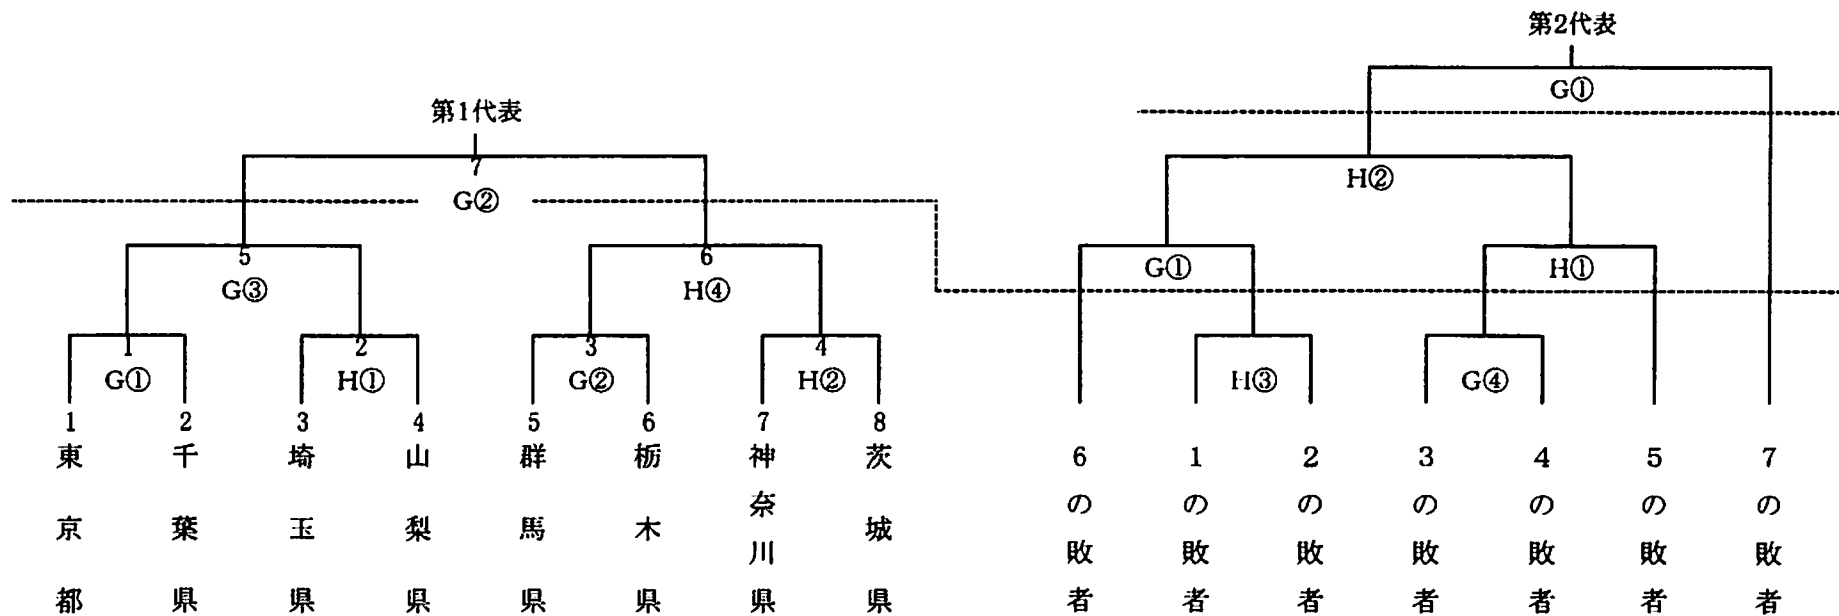 第2代表
G①
第1代表
7
G②
H②
5
6
G③
H④
G①
H①
1
2
3
4
G①
H①
G②
H②
H③
G④
1 東京都
2 千葉県
3 埼玉県
4 山梨県
5 群馬県
6 栃木県
7 神奈川県
8 茨城県
6の敗者
1の敗者
2の敗者
3の敗者
4の敗者
5の敗者
7の敗者